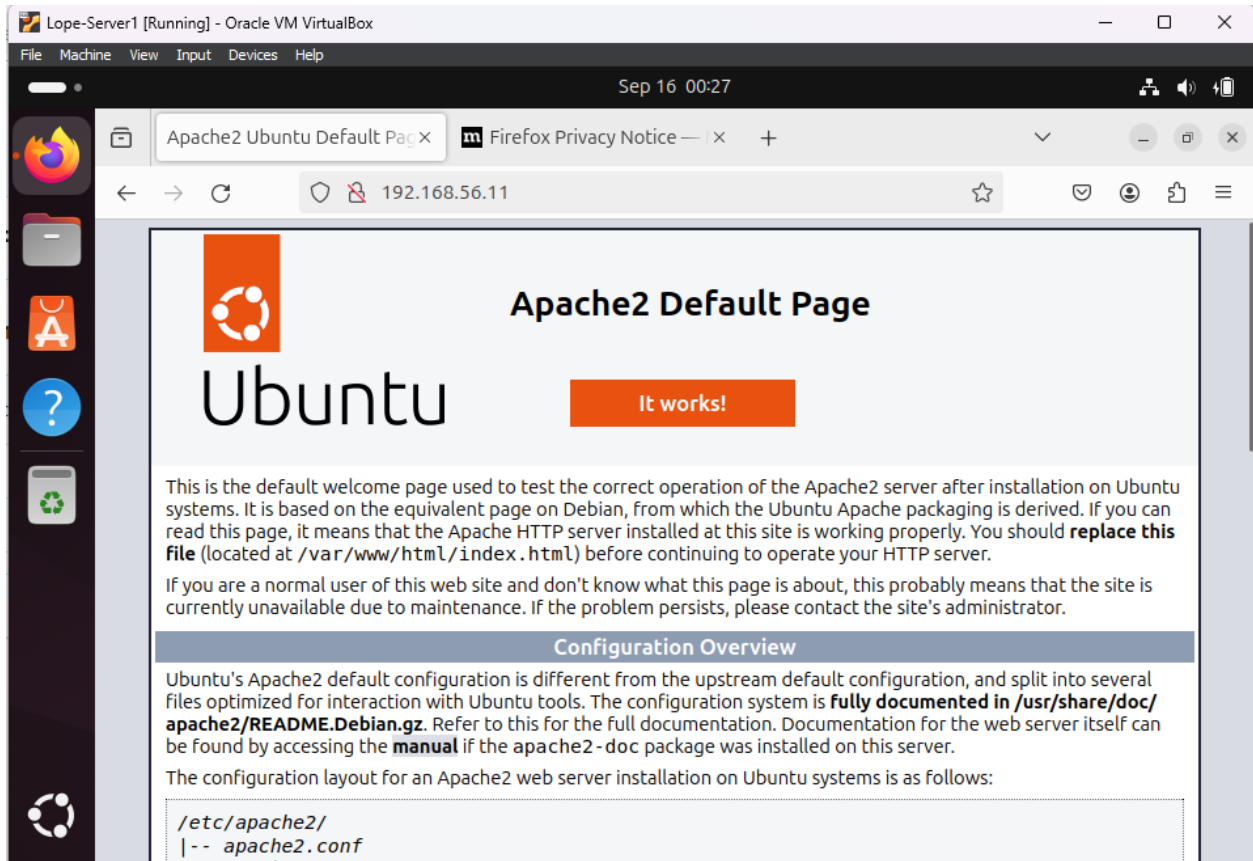 Lope-Server1 [Running] - Oracle VM VirtualBox
File Machine View Input Devices Help
Sep 16 00:27
Apache2 Ubuntu Default Pag
m Firefox Privacy Notice —
192.168.56.11
Apache2 Default Page
Ubuntu
It works!
This is the default welcome page used to test the correct operation of the Apache2 server after installation on Ubuntu
systems. It is based on the equivalent page on Debian, from which the Ubuntu Apache packaging is derived. If you can
read this page, it means that the Apache HTTP server installed at this site is working properly. You should replace this
file (located at /var/www/html/index.html) before continuing to operate your HTTP server.
If you are a normal user of this web site and don't know what this page is about, this probably means that the site is
currently unavailable due to maintenance. If the problem persists, please contact the site's administrator.
Configuration Overview
Ubuntu's Apache2 default configuration is different from the upstream default configuration, and split into several
files optimized for interaction with Ubuntu tools. The configuration system is fully documented in /usr/share/doc/
apache2/README.Debian.gz. Refer to this for the full documentation. Documentation for the web server itself can
be found by accessing the manual if the apache2-doc package was installed on this server.
The configuration layout for an Apache2 web server installation on Ubuntu systems is as follows:
/etc/apache2/
|-- apache2.conf